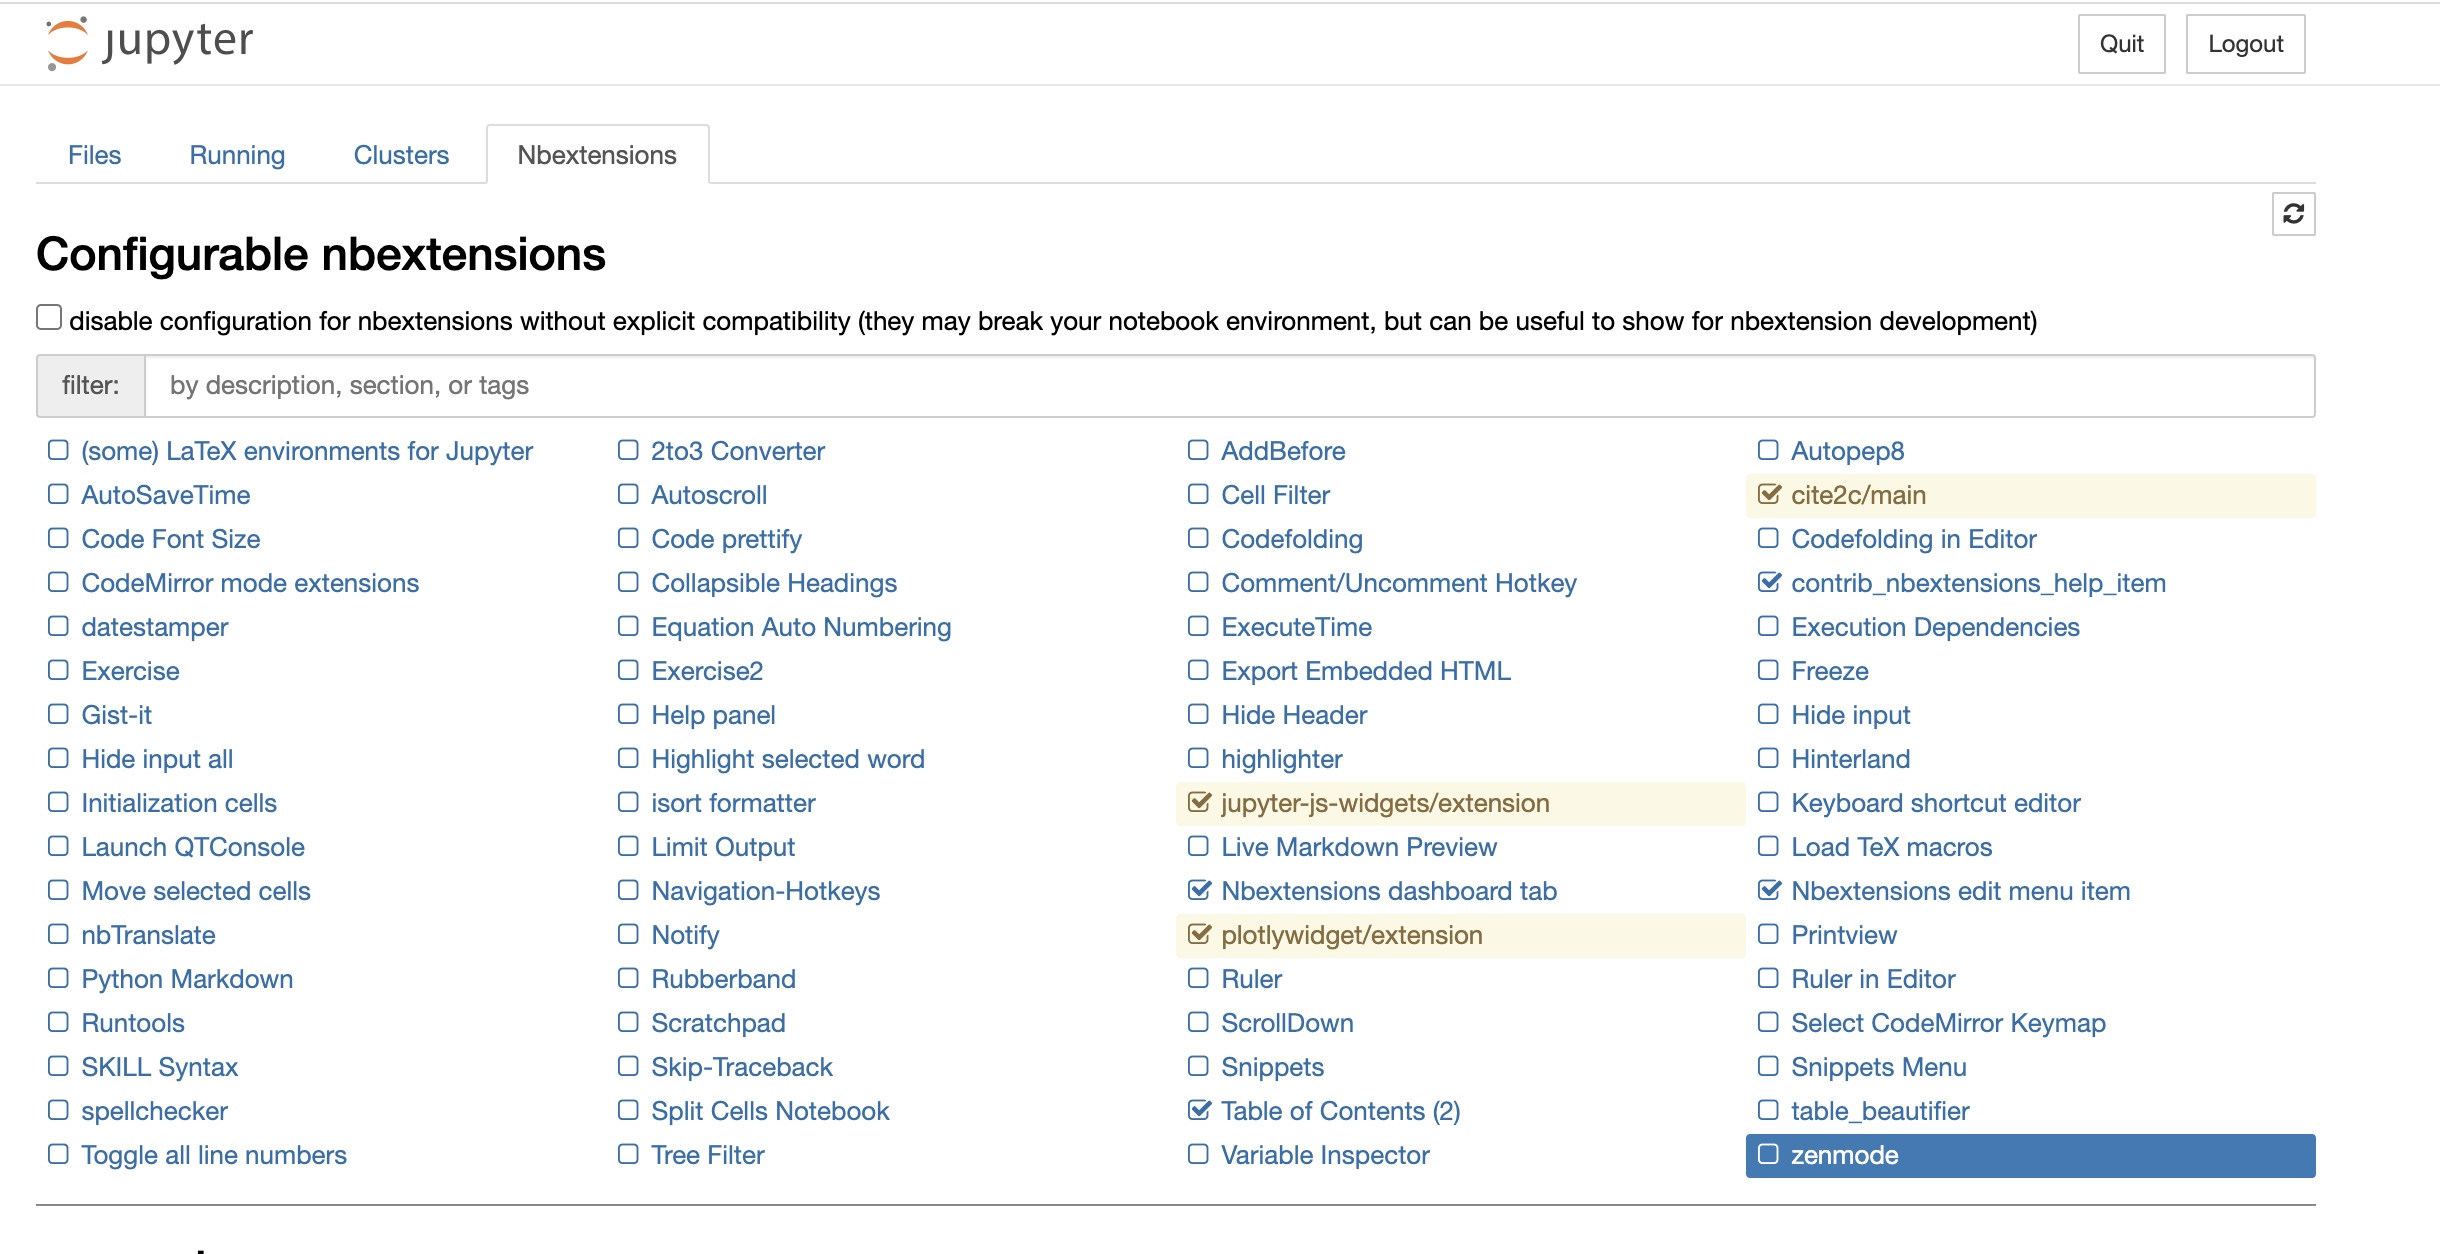 jupyter
Quit Logout
Files Running Clusters Nbextensions
Configurable nbextensions
disable configuration for nbextensions without explicit compatibility (they may break your notebook environment, but can be useful to show for nbextension development)
filter: by description, section, or tags
(some) LaTeX environments for Jupyter 2to3 Converter AddBefore Autopep8
AutoSaveTime Autoscroll Cell Filter cite2c/main
Code Font Size Code prettify Codefolding Codefolding in Editor
CodeMirror mode extensions Collapsible Headings Comment/Uncomment Hotkey contrib_nbextensions_help_item
datestamper Equation Auto Numbering ExecuteTime Execution Dependencies
Exercise Exercise2 Export Embedded HTML Freeze
Gist-it Help panel Hide Header Hide input
Hide input all Highlight selected word highlighter Hinterland
Initialization cells isort formatter jupyter-js-widgets/extension Keyboard shortcut editor
Launch QTConsole Limit Output Live Markdown Preview Load TeX macros
Move selected cells Navigation-Hotkeys Nbextensions dashboard tab Nbextensions edit menu item
nbTranslate Notify plotlywidget/extension Printview
Python Markdown Rubberband Ruler Ruler in Editor
Runtools Scratchpad ScrollDown Select CodeMirror Keymap
SKILL Syntax Skip-Traceback Snippets Snippets Menu
spellchecker Split Cells Notebook Table of Contents (2) table_beautifier
Toggle all line numbers Tree Filter Variable Inspector zenmode